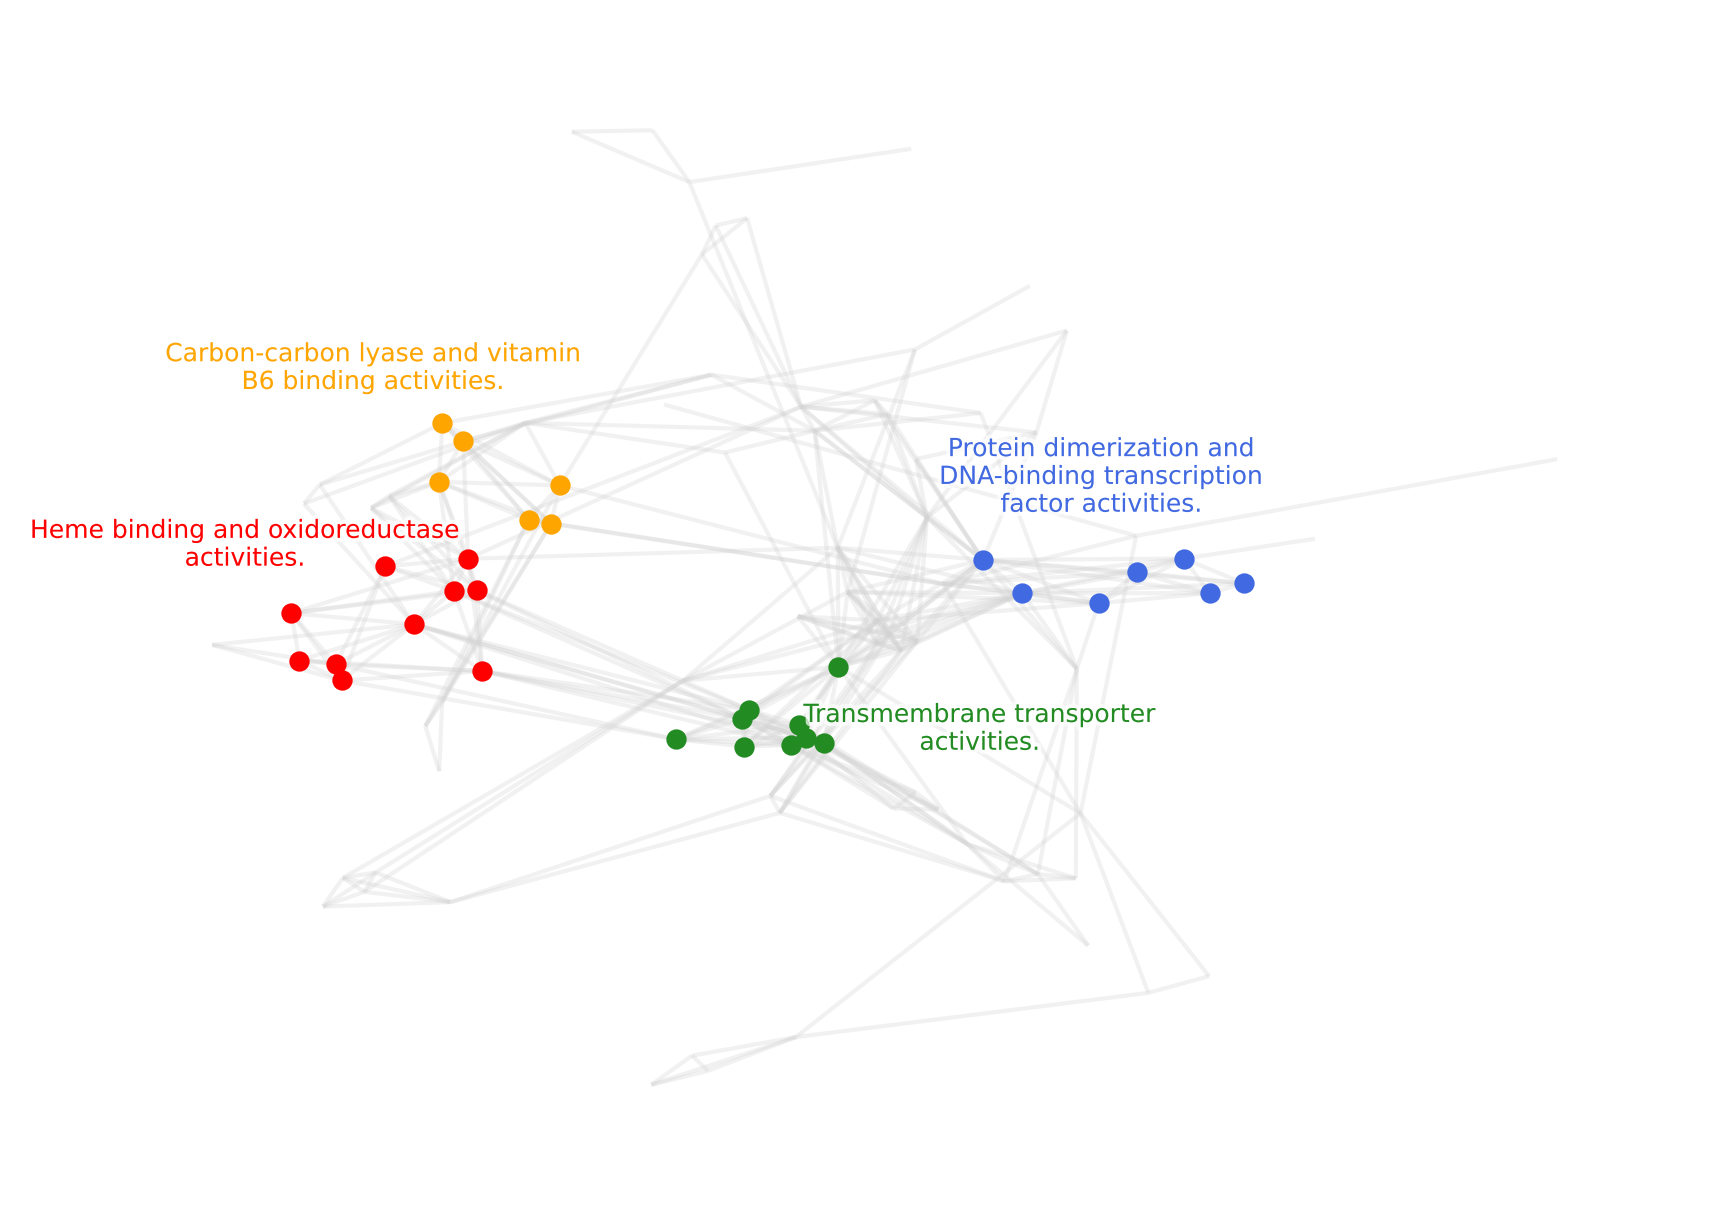 Carbon-carbon lyase and vitamin
B6 binding activities.
Protein dimerization and
DNA-binding transcription
factor activities.
Heme binding and oxidoreductase
activities.
Transmembrane transporter
activities.